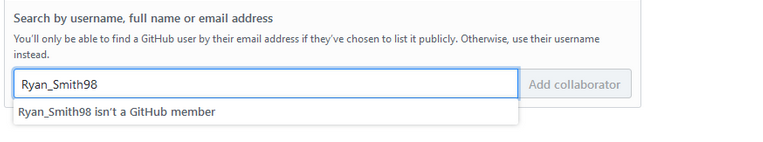 Search by username, full name or email address
You'll only be able to find a GitHub user by their email address if they've chosen to list it publicly. Otherwise, use their username
instead.
Ryan_Smith98
Add collaborator
Ryan_Smith98 isn't a GitHub member